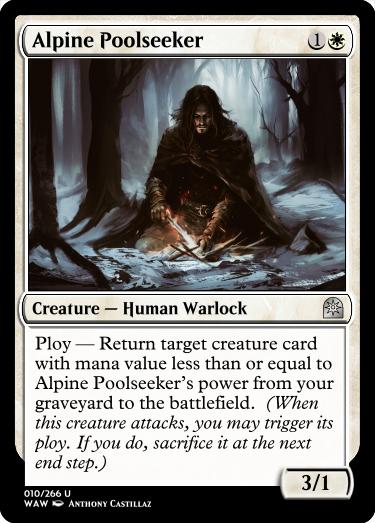 Alpine Poolseeker 1
Creature — Human Warlock
Ploy — Return target creature card
with mana value less than or equal to
Alpine Poolseeker's power from your
graveyard to the battlefield. (When
this creature attacks, you may trigger its
ploy. If you do, sacrifice it at the next
end step.)
3/1
010/266 U
WAW Anthony Castillaz